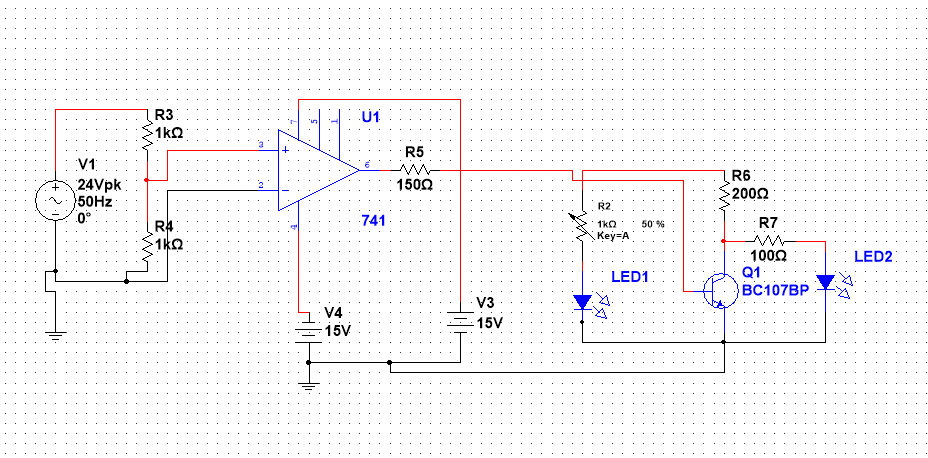 V1
24Vpk
50Hz
0°
R3
1kΩ
R4
1kΩ
U1
7
5
1
3
2
6
4
741
R5
150Ω
V4
15V
V3
15V
R2
1kΩ 50 %
Key=A
LED1
R6
200Ω
R7
100Ω
Q1
BC107BP
LED2